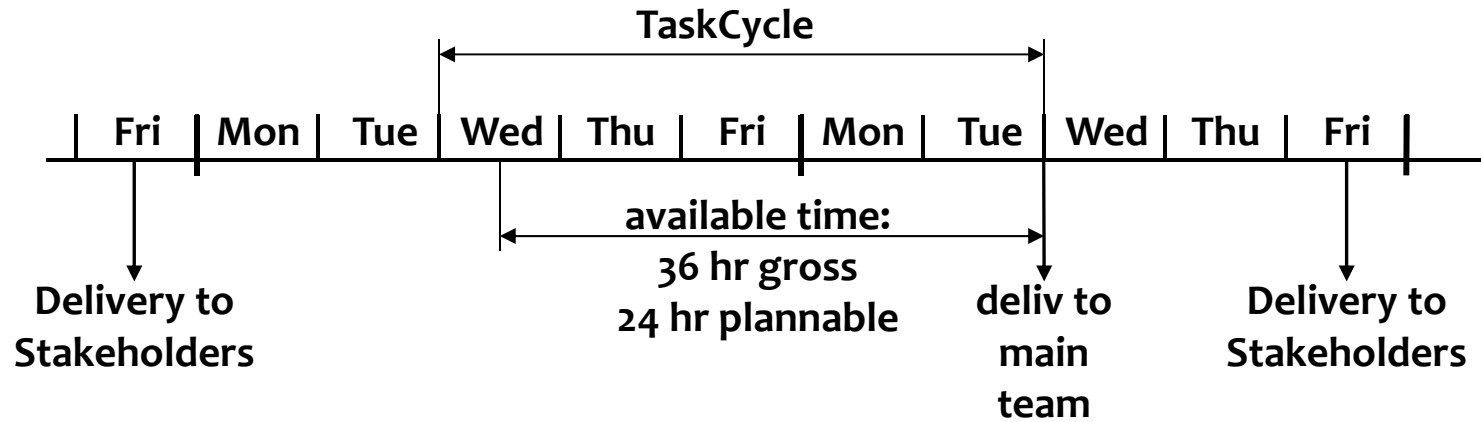 TaskCycle
Fri Mon Tue Wed Thu Fri Mon Tue Wed Thu Fri
available time:
36 hr gross
24 hr plannable
Delivery to
Stakeholders
deliv to
main
team
Delivery to
Stakeholders